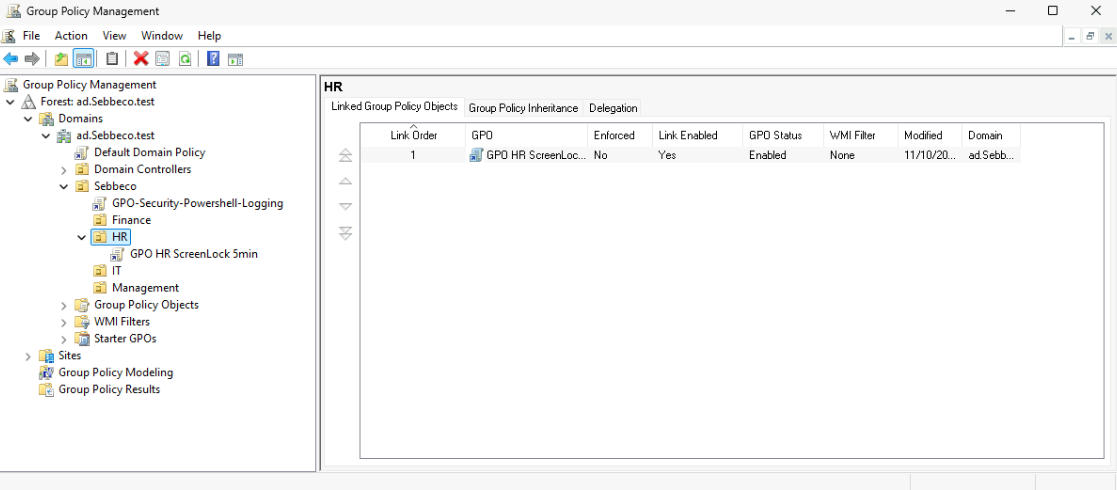 Group Policy Management
File Action View Window Help
Group Policy Management
Forest: ad.Sebbeco.test
Domains
ad.Sebbeco.test
Default Domain Policy
Domain Controllers
Sebbeco
GPO-Security-Powershell-Logging
Finance
HR
GPO HR ScreenLock 5min
IT
Management
Group Policy Objects
WMI Filters
Starter GPOs
Sites
Group Policy Modeling
Group Policy Results
HR
Linked Group Policy Objects Group Policy Inheritance Delegation
Link Order GPO Enforced Link Enabled GPO Status WMI Filter Modified Domain
1 GPO HR ScreenLoc... No Yes Enabled None 11/10/20... ad.Sebb...